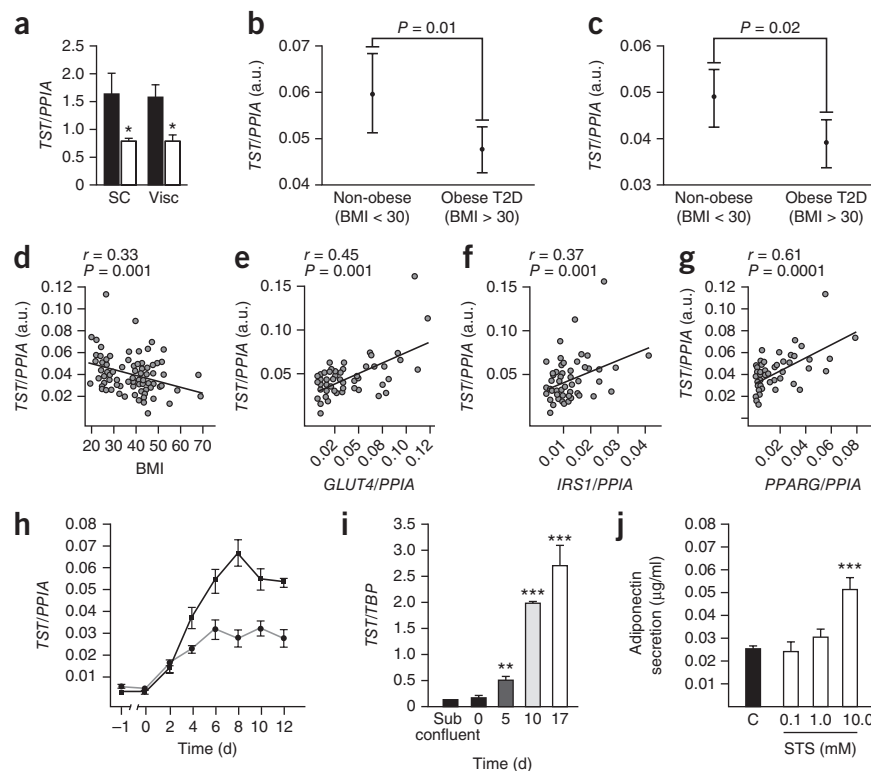 a
TST/PPIA
2.5
2.0
1.5
1.0
0.5
0
*
*
SC Visc
b
P = 0.01
TST/PPIA (a.u.)
0.07
0.06
0.05
0.04
Non-obese
(BMI < 30)
Obese T2D
(BMI > 30)
c
P = 0.02
TST/PPIA (a.u.)
0.06
0.05
0.04
0.03
Non-obese
(BMI < 30)
Obese T2D
(BMI > 30)
d
r = 0.33
P = 0.001
TST/PPIA (a.u.)
0.12
0.10
0.08
0.06
0.04
0.02
20 30 40 50 60 70
BMI
e
r = 0.45
P = 0.001
TST/PPIA (a.u.)
0.15
0.10
0.05
0
0.02 0.05 0.08 0.10 0.12
GLUT4/PPIA
f
r = 0.37
P = 0.001
TST/PPIA (a.u.)
0.15
0.10
0.05
0
0.01 0.02 0.03 0.04
IRS1/PPIA
g
r = 0.61
P = 0.0001
TST/PPIA (a.u.)
0.12
0.10
0.08
0.06
0.04
0.02
0.02 0.04 0.06 0.08
PPARG/PPIA
h
TST/PPIA
0.08
0.07
0.06
0.05
0.04
0.03
0.02
0.01
–1 0 2 4 6 8 10 12
Time (d)
i
TST/TBP
3.5
3.0
2.5
2.0
1.5
1.0
0.5
0
**
***
***
Sub
confluent
0 5 10 17
Time (d)
j
Adiponectin
secretion (µg/ml)
0.08
0.07
0.06
0.05
0.04
0.03
0.02
0.01
***
C 0.1 1.0 10.0
STS (mM)